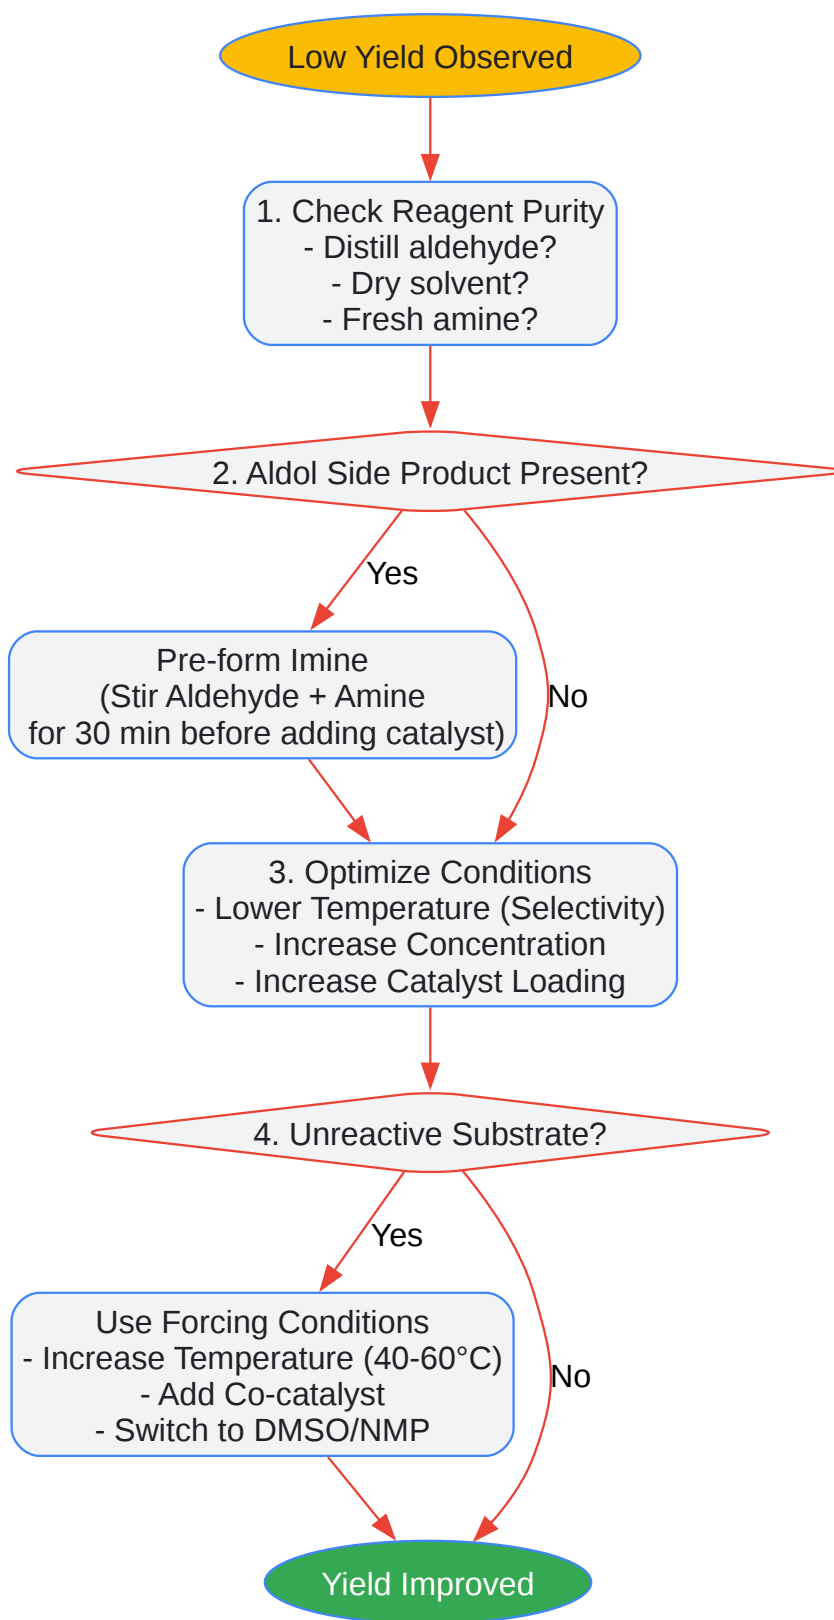 Low Yield Observed
1. Check Reagent Purity
- Distill aldehyde?
- Dry solvent?
- Fresh amine?
2. Aldol Side Product Present?
Yes
Pre-form Imine
(Stir Aldehyde + Amine
for 30 min before adding catalyst)
No
3. Optimize Conditions
- Lower Temperature (Selectivity)
- Increase Concentration
- Increase Catalyst Loading
4. Unreactive Substrate?
Yes
Use Forcing Conditions
- Increase Temperature (40-60°C)
- Add Co-catalyst
- Switch to DMSO/NMP
No
Yield Improved